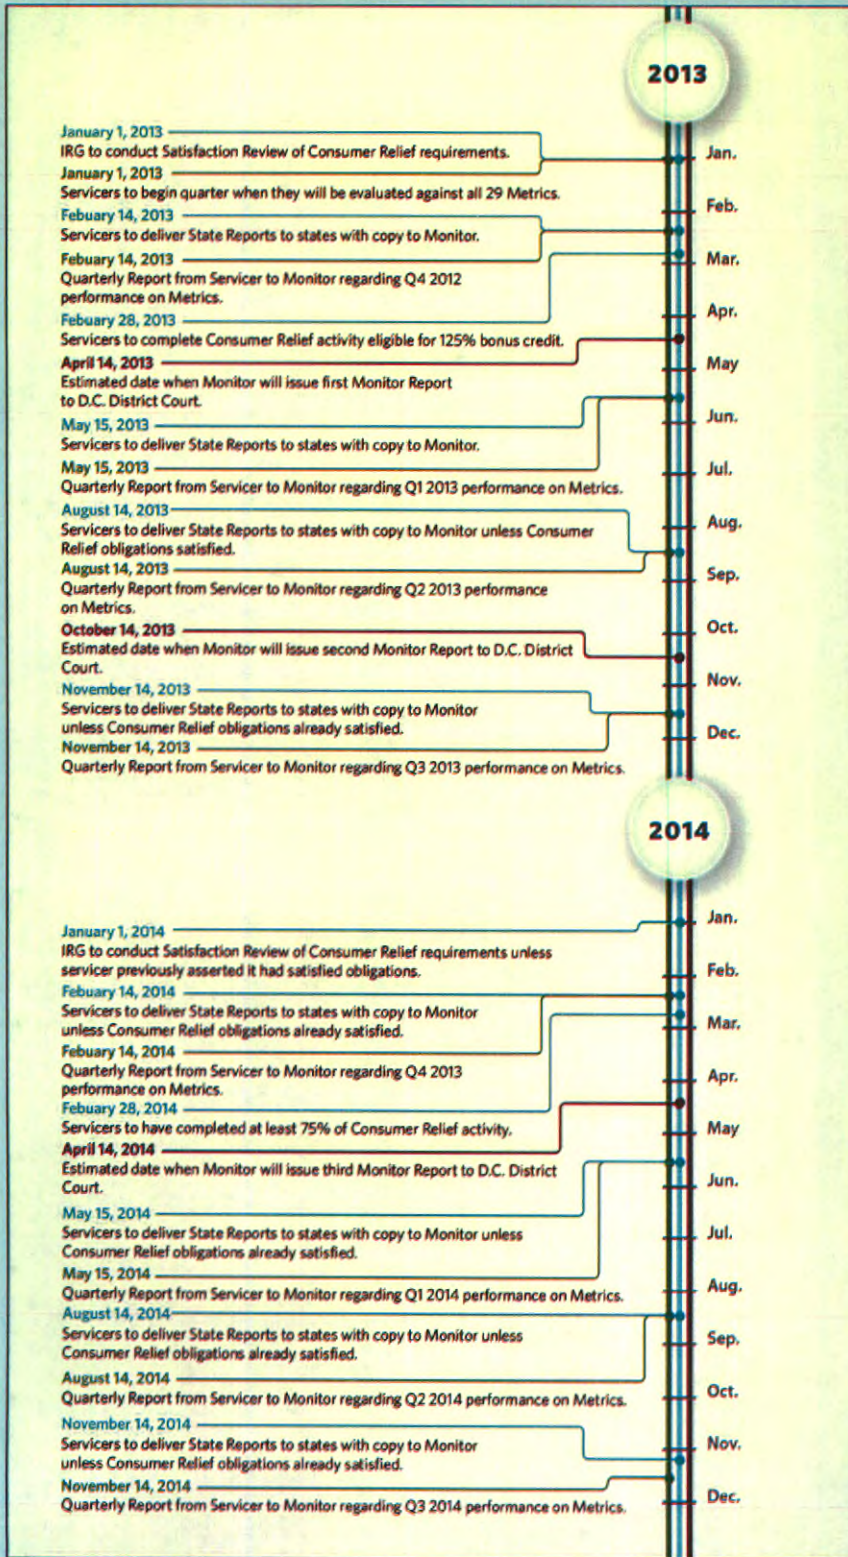 2013
January 1, 2013
IRG to conduct Satisfaction Review of Consumer Relief requirements.
January 1, 2013
Servicers to begin quarter when they will be evaluated against all 29 Metrics.
Febuary 14, 2013
Servicers to deliver State Reports to states with copy to Monitor.
Febuary 14, 2013
Quarterly Report from Servicer to Monitor regarding Q4 2012
performance on Metrics.
Febuary 28, 2013
Servicers to complete Consumer Relief activity eligible for 125% bonus credit.
April 14, 2013
Estimated date when Monitor will issue first Monitor Report
to D.C. District Court.
May 15, 2013
Servicers to deliver State Reports to states with copy to Monitor.
May 15, 2013
Quarterly Report from Servicer to Monitor regarding Q1 2013 performance on Metrics.
August 14, 2013
Servicers to deliver State Reports to states with copy to Monitor unless Consumer
Relief obligations satisfied.
August 14, 2013
Quarterly Report from Servicer to Monitor regarding Q2 2013 performance
on Metrics.
October 14, 2013
Estimated date when Monitor will issue second Monitor Report to D.C. District
Court.
November 14, 2013
Servicers to deliver State Reports to states with copy to Monitor
unless Consumer Relief obligations already satisfied.
November 14, 2013
Quarterly Report from Servicer to Monitor regarding Q3 2013 performance on Metrics.
Jan.
Feb.
Mar.
Apr.
May
Jun.
Jul.
Aug.
Sep.
Oct.
Nov.
Dec.
2014
January 1, 2014
IRG to conduct Satisfaction Review of Consumer Relief requirements unless
servicer previously asserted it had satisfied obligations.
Febuary 14, 2014
Servicers to deliver State Reports to states with copy to Monitor
unless Consumer Relief obligations already satisfied.
Febuary 14, 2014
Quarterly Report from Servicer to Monitor regarding Q4 2013
performance on Metrics.
Febuary 28, 2014
Servicers to have completed at least 75% of Consumer Relief activity.
April 14, 2014
Estimated date when Monitor will issue third Monitor Report to D.C. District
Court.
May 15, 2014
Servicers to deliver State Reports to states with copy to Monitor unless
Consumer Relief obligations already satisfied.
May 15, 2014
Quarterly Report from Servicer to Monitor regarding Q1 2014 performance on Metrics.
August 14, 2014
Servicers to deliver State Reports to states with copy to Monitor unless
Consumer Relief obligations already satisfied.
August 14, 2014
Quarterly Report from Servicer to Monitor regarding Q2 2014 performance on Metrics.
November 14, 2014
Servicers to deliver State Reports to states with copy to Monitor
unless Consumer Relief obligations already satisfied.
November 14, 2014
Quarterly Report from Servicer to Monitor regarding Q3 2014 performance on Metrics.
Jan.
Feb.
Mar.
Apr.
May
Jun.
Jul.
Aug.
Sep.
Oct.
Nov.
Dec.